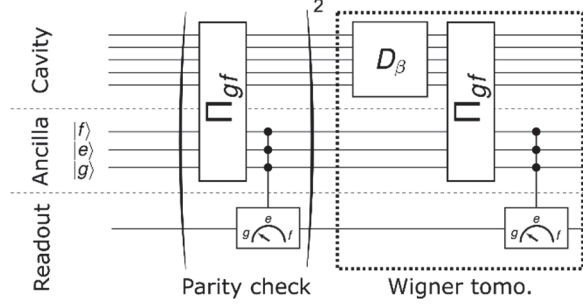 2
Cavity
Π_gf
D_β
Π_gf
Ancilla
|f⟩
|e⟩
|g⟩
Readout
g e f
g e f
Parity check
Wigner tomo.